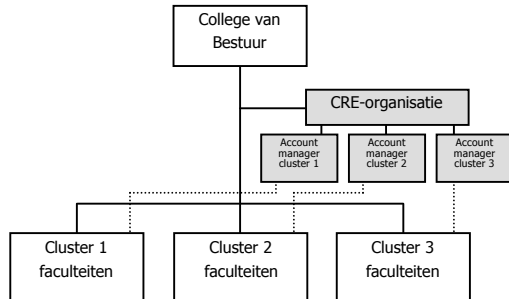 College van
Bestuur
CRE-organisatie
Account
manager
cluster 1
Account
manager
cluster 2
Account
manager
cluster 3
Cluster 1
faculteiten
Cluster 2
faculteiten
Cluster 3
faculteiten